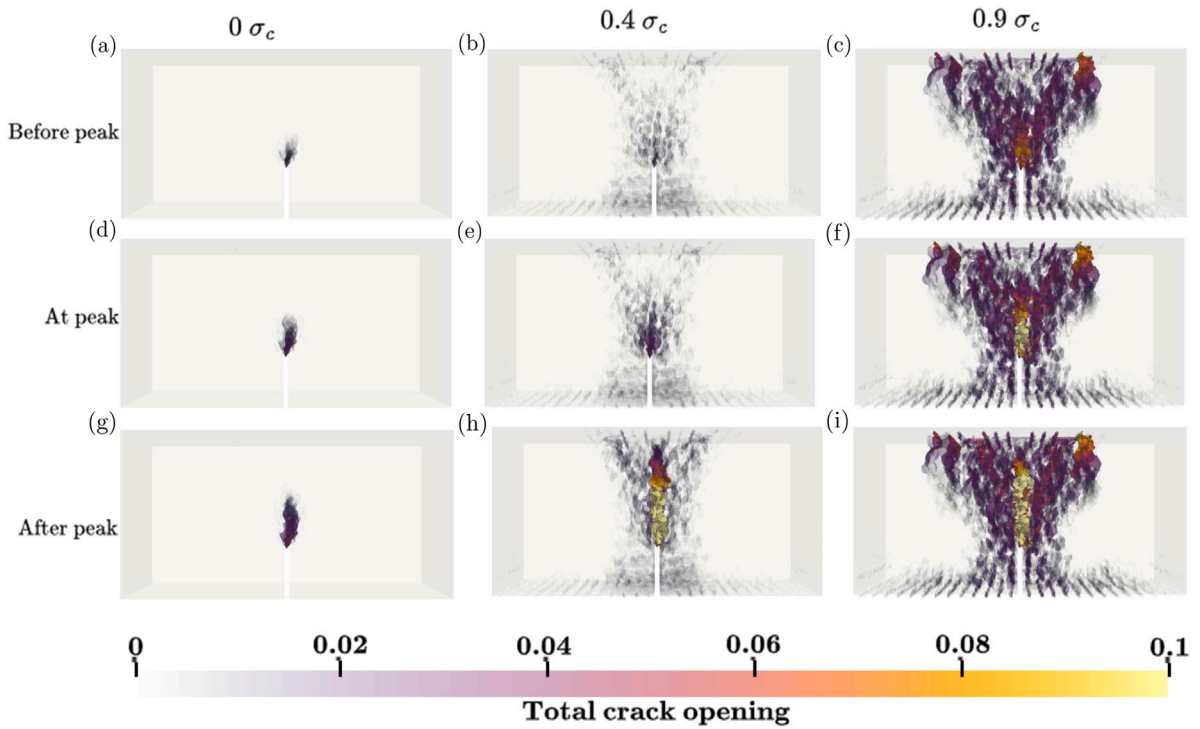 0 σc 0.4 σc 0.9 σc
(a) (b) (c)
Before peak
(d) (e) (f)
At peak
(g) (h) (i)
After peak
0 0.02 0.04 0.06 0.08 0.1
Total crack opening